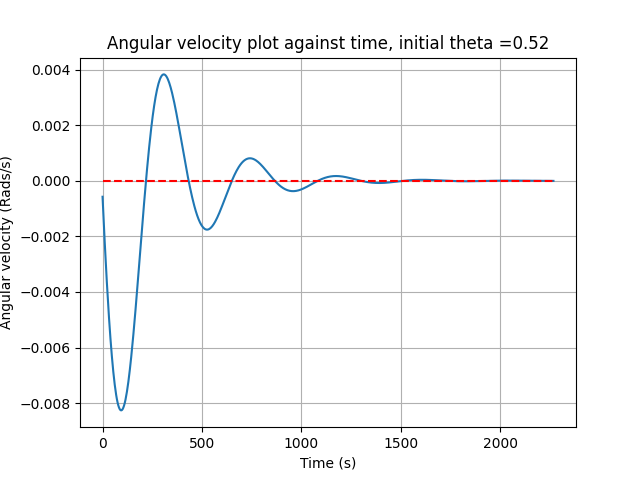 Angular velocity plot against time, initial theta =0.52
0.004
0.002
0.000
−0.002
−0.004
−0.006
−0.008
Angular velocity (Rads/s)
0 500 1000 1500 2000
Time (s)